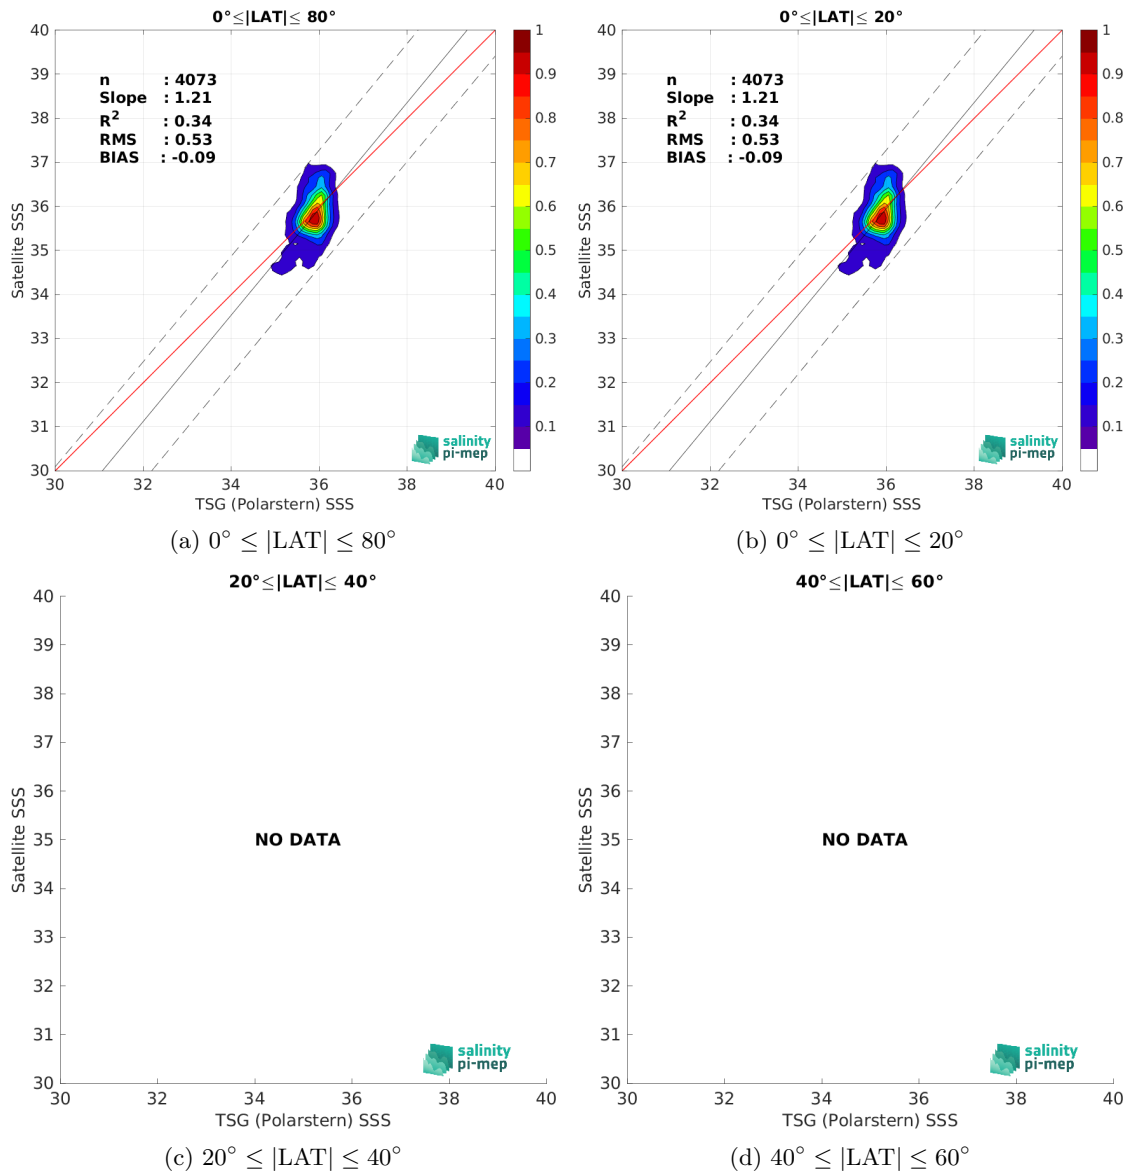 0°≤|LAT|≤ 80°
40
39
38
37
36
35
34
33
32
31
30
Satellite SSS
n : 4073
Slope : 1.21
R2 : 0.34
RMS : 0.53
BIAS : -0.09
salinity
pi-mep
30 32 34 36 38 40
TSG (Polarstern) SSS
1
0.9
0.8
0.7
0.6
0.5
0.4
0.3
0.2
0.1
(a) 0° ≤ |LAT| ≤ 80°
0°≤|LAT|≤ 20°
40
39
38
37
36
35
34
33
32
31
30
Satellite SSS
n : 4073
Slope : 1.21
R2 : 0.34
RMS : 0.53
BIAS : -0.09
salinity
pi-mep
30 32 34 36 38 40
TSG (Polarstern) SSS
1
0.9
0.8
0.7
0.6
0.5
0.4
0.3
0.2
0.1
(b) 0° ≤ |LAT| ≤ 20°
20°≤|LAT|≤ 40°
40
39
38
37
36
35
34
33
32
31
30
Satellite SSS
NO DATA
salinity
pi-mep
30 32 34 36 38 40
TSG (Polarstern) SSS
(c) 20° ≤ |LAT| ≤ 40°
40°≤|LAT|≤ 60°
40
39
38
37
36
35
34
33
32
31
30
Satellite SSS
NO DATA
salinity
pi-mep
30 32 34 36 38 40
TSG (Polarstern) SSS
(d) 40° ≤ |LAT| ≤ 60°